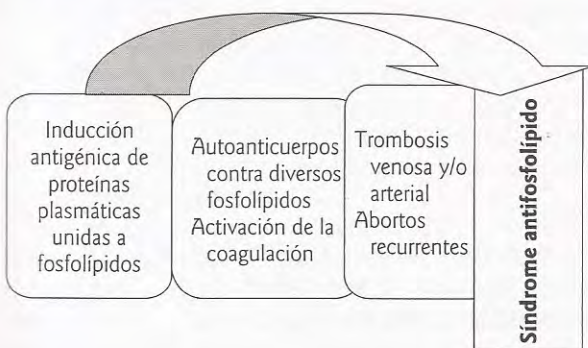 Inducción
antigénica de
proteínas
plasmáticas
unidas a
fosfolípidos
Autoanticuerpos
contra diversos
fosfolípidos
Activación de la
coagulación
Trombosis
venosa y/o
arterial
Abortos
recurrentes
Síndrome antifosfolípido